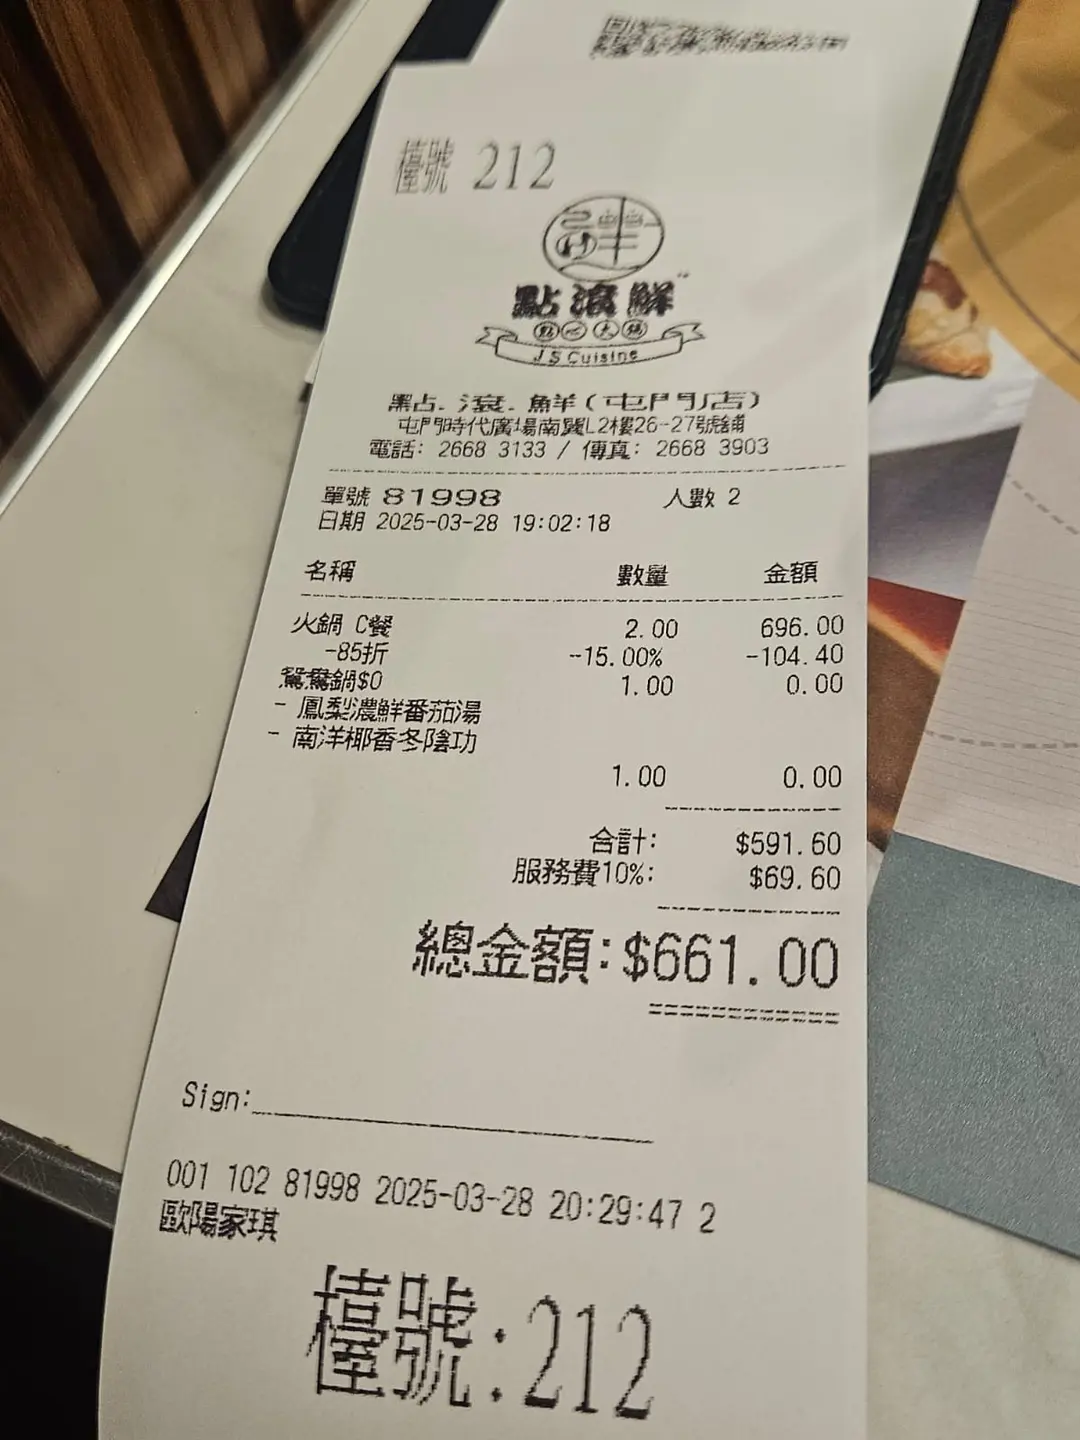 檯號 212
點滾鮮
點心火鍋
J S Cuisine
點.滾.鮮(屯門店)
屯門時代廣場南翼L2樓26-27號舖
電話: 2668 3133 / 傳真: 2668 3903
單號 81998 人數 2
日期 2025-03-28 19:02:18
名稱 數量 金額
火鍋 C餐 2.00 696.00
-85折 --15.00% -104.40
鴛鴦鍋$0 1.00 0.00
- 鳳梨濃鮮番茄湯
- 南洋椰香冬陰功
1.00 0.00
合計: $591.60
服務費10%: $69.60
總金額:$661.00
Sign:
001 102 81998 2025-03-28 20:29:47 2
歐陽家琪
檯號:212